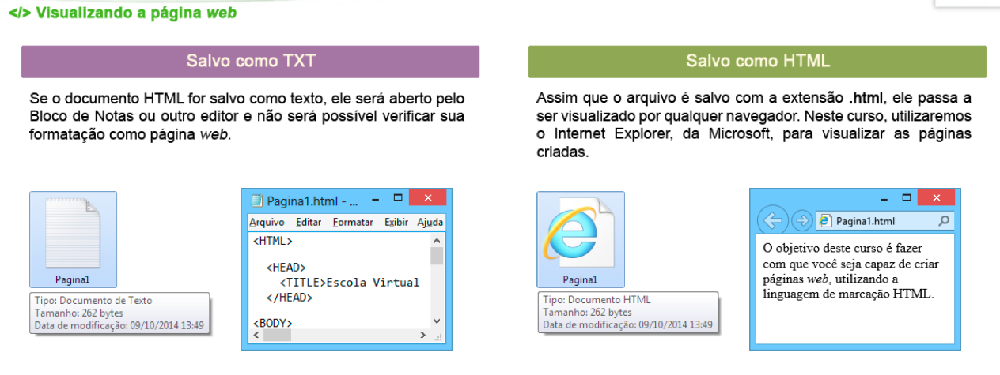 </> Visualizando a página web
Salvo como TXT
Se o documento HTML for salvo como texto, ele será aberto pelo
Bloco de Notas ou outro editor e não será possível verificar sua
formatação como página web.
Pagina1
Tipo: Documento de Texto
Tamanho: 262 bytes
Data de modificação: 09/10/2014 13:49
Pagina1.html - ...
Arquivo Editar Formatar Exibir Ajuda
<HTML>
<HEAD>
<TITLE>Escola Virtual
</HEAD>
<BODY>
Salvo como HTML
Assim que o arquivo é salvo com a extensão .html, ele passa a
ser visualizado por qualquer navegador. Neste curso, utilizaremos
o Internet Explorer, da Microsoft, para visualizar as páginas
criadas.
Pagina1
Tipo: Documento HTML
Tamanho: 262 bytes
Data de modificação: 09/10/2014 13:49
Pagina1.html
O objetivo deste curso é fazer
com que você seja capaz de criar
páginas web, utilizando a
linguagem de marcação HTML.